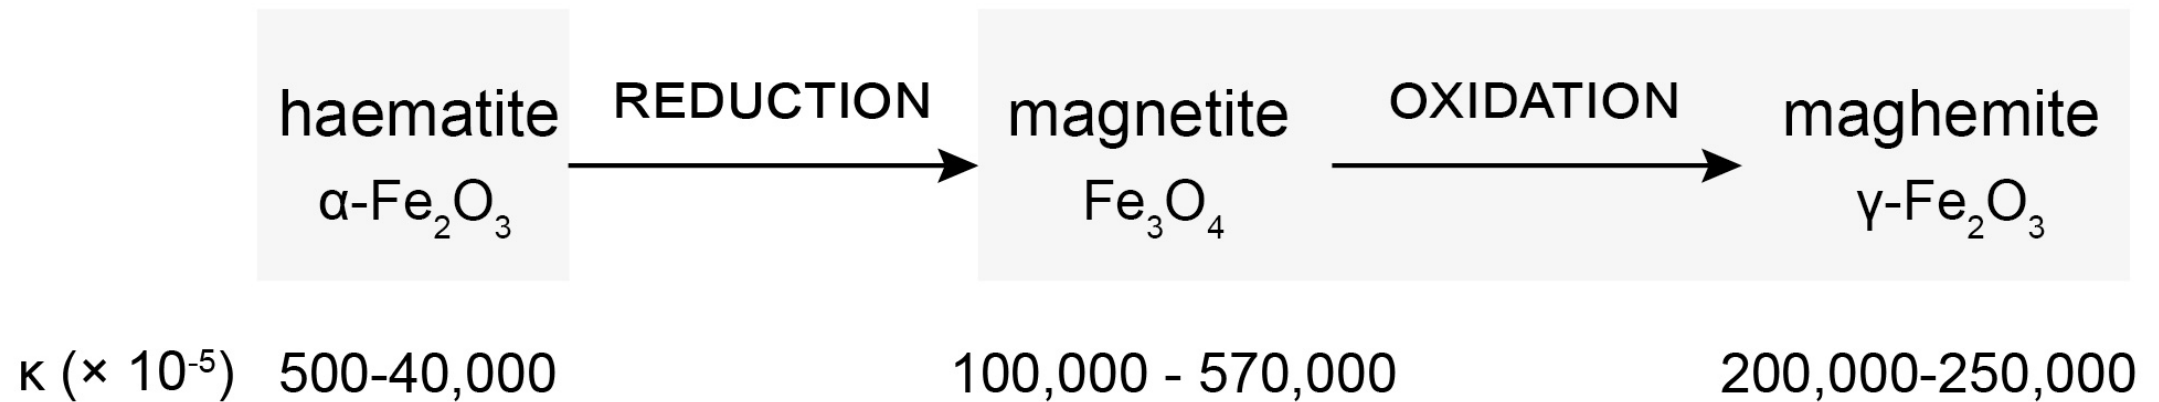 haematite REDUCTION magnetite OXIDATION maghemite
α-Fe₂O₃ Fe₃O₄ γ-Fe₂O₃
κ (× 10⁻⁵) 500-40,000 100,000 - 570,000 200,000-250,000